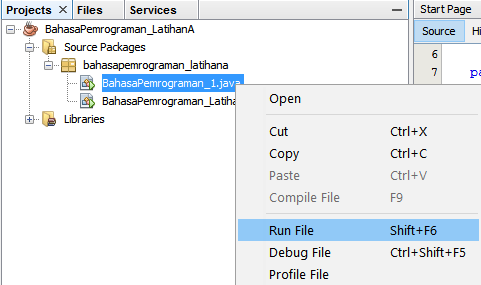 Projects × Files Services
Start Page
BahasaPemrograman_LatihanA
Source Hi
Source Packages
6
bahasapemrograman_latihana
7 pa
BahasaPemrograman_1.java
BahasaPemrograman_Latiha
Libraries
Open
Cut Ctrl+X
Copy Ctrl+C
Paste Ctrl+V
Compile File F9
Run File Shift+F6
Debug File Ctrl+Shift+F5
Profile File